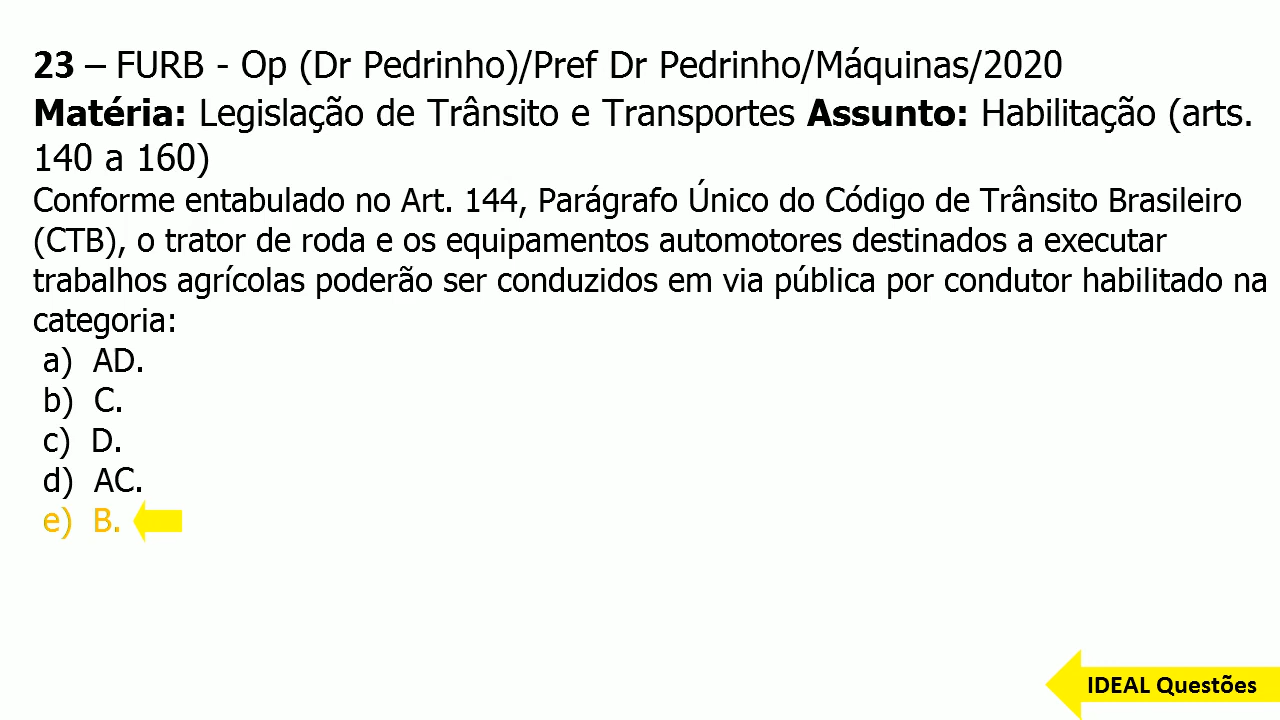 23 – FURB - Op (Dr Pedrinho)/Pref Dr Pedrinho/Máquinas/2020
Matéria: Legislação de Trânsito e Transportes Assunto: Habilitação (arts.
140 a 160)
Conforme entabulado no Art. 144, Parágrafo Único do Código de Trânsito Brasileiro
(CTB), o trator de roda e os equipamentos automotores destinados a executar
trabalhos agrícolas poderão ser conduzidos em via pública por condutor habilitado na
categoria:
a) AD.
b) C.
c) D.
d) AC.
e) B.
IDEAL Questões